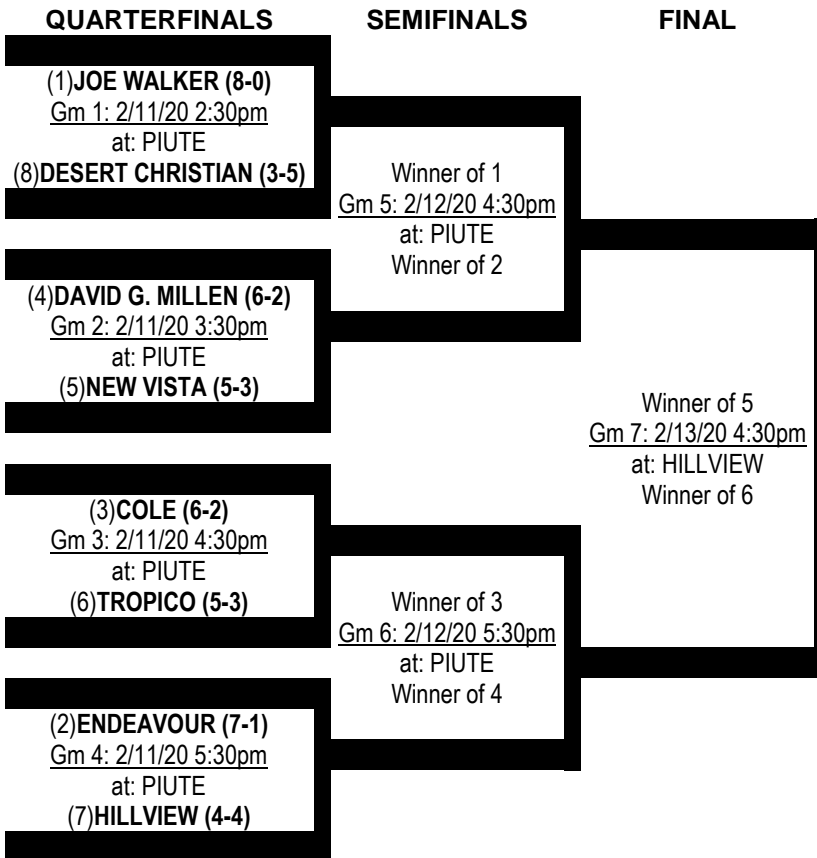 QUARTERFINALS SEMIFINALS FINAL
(1)JOE WALKER (8-0)
Gm 1: 2/11/20 2:30pm
at: PIUTE
(8)DESERT CHRISTIAN (3-5)
(4)DAVID G. MILLEN (6-2)
Gm 2: 2/11/20 3:30pm
at: PIUTE
(5)NEW VISTA (5-3)
(3)COLE (6-2)
Gm 3: 2/11/20 4:30pm
at: PIUTE
(6)TROPICO (5-3)
(2)ENDEAVOUR (7-1)
Gm 4: 2/11/20 5:30pm
at: PIUTE
(7)HILLVIEW (4-4)
Winner of 1
Gm 5: 2/12/20 4:30pm
at: PIUTE
Winner of 2
Winner of 3
Gm 6: 2/12/20 5:30pm
at: PIUTE
Winner of 4
Winner of 5
Gm 7: 2/13/20 4:30pm
at: HILLVIEW
Winner of 6